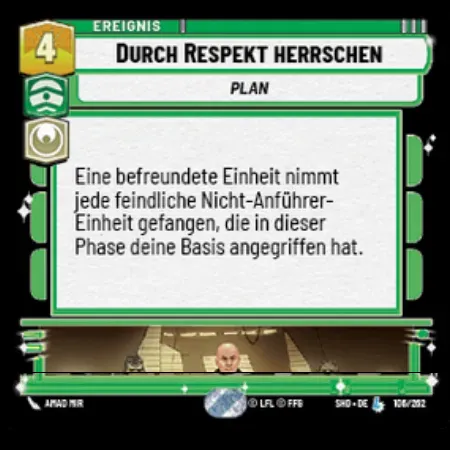 EREIGNIS
4
DURCH RESPEKT HERRSCHEN
PLAN
Eine befreundete Einheit nimmt
jede feindliche Nicht-Anführer-
Einheit gefangen, die in dieser
Phase deine Basis angegriffen hat.
AMAD MIR
© LFL © FFG
SHD • DE 106/262